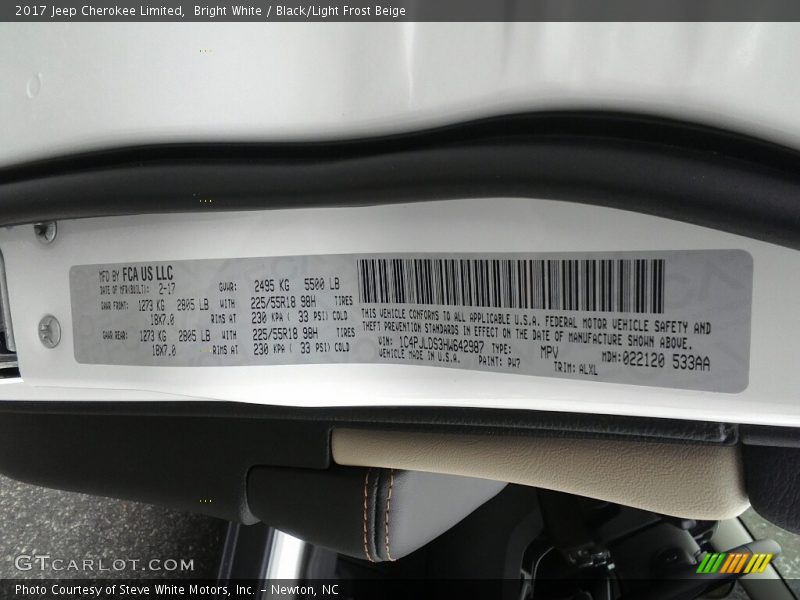 2017 Jeep Cherokee Limited, Bright White / Black/Light Frost Beige
MFD BY FCA US LLC
DATE OF MFR(BUILT): 2-17 GVWR: 2495 KG 5500 LB
GAWR FRONT: 1273 KG 2805 LB WITH 225/55R18 98H TIRES
18X7.0 RIMS AT 230 KPA ( 33 PSI) COLD
GAWR REAR: 1273 KG 2805 LB WITH 225/55R18 98H TIRES
18X7.0 RIMS AT 230 KPA ( 33 PSI) COLD
THIS VEHICLE CONFORMS TO ALL APPLICABLE U.S.A. FEDERAL MOTOR VEHICLE SAFETY AND
THEFT PREVENTION STANDARDS IN EFFECT ON THE DATE OF MANUFACTURE SHOWN ABOVE.
VIN: 1C4PJLDS3HW642987 TYPE: MPV MDH: 022120 533AA
VEHICLE MADE IN U.S.A. PAINT: PW7 TRIM: ALXL
GTCARLOT.COM
Photo Courtesy of Steve White Motors, Inc. – Newton, NC